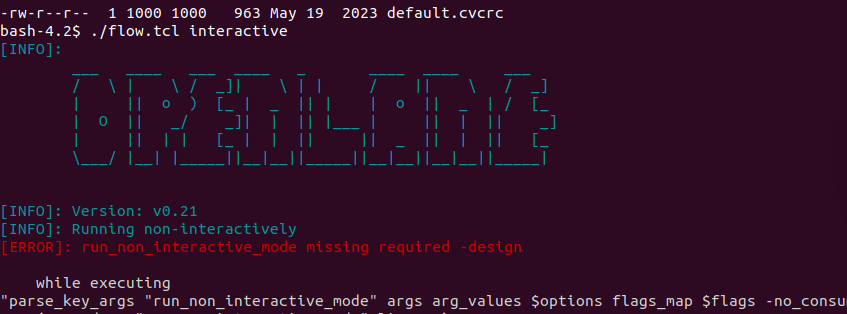 -rw-r--r--  1 1000 1000   963 May 19  2023 default.cvcrc
bash-4.2$ ./flow.tcl interactive
[INFO]:
OPENLANE
[INFO]: Version: v0.21
[INFO]: Running non-interactively
[ERROR]: run_non_interactive_mode missing required -design
while executing
"parse_key_args "run_non_interactive_mode" args arg_values $options flags_map $flags -no_consu